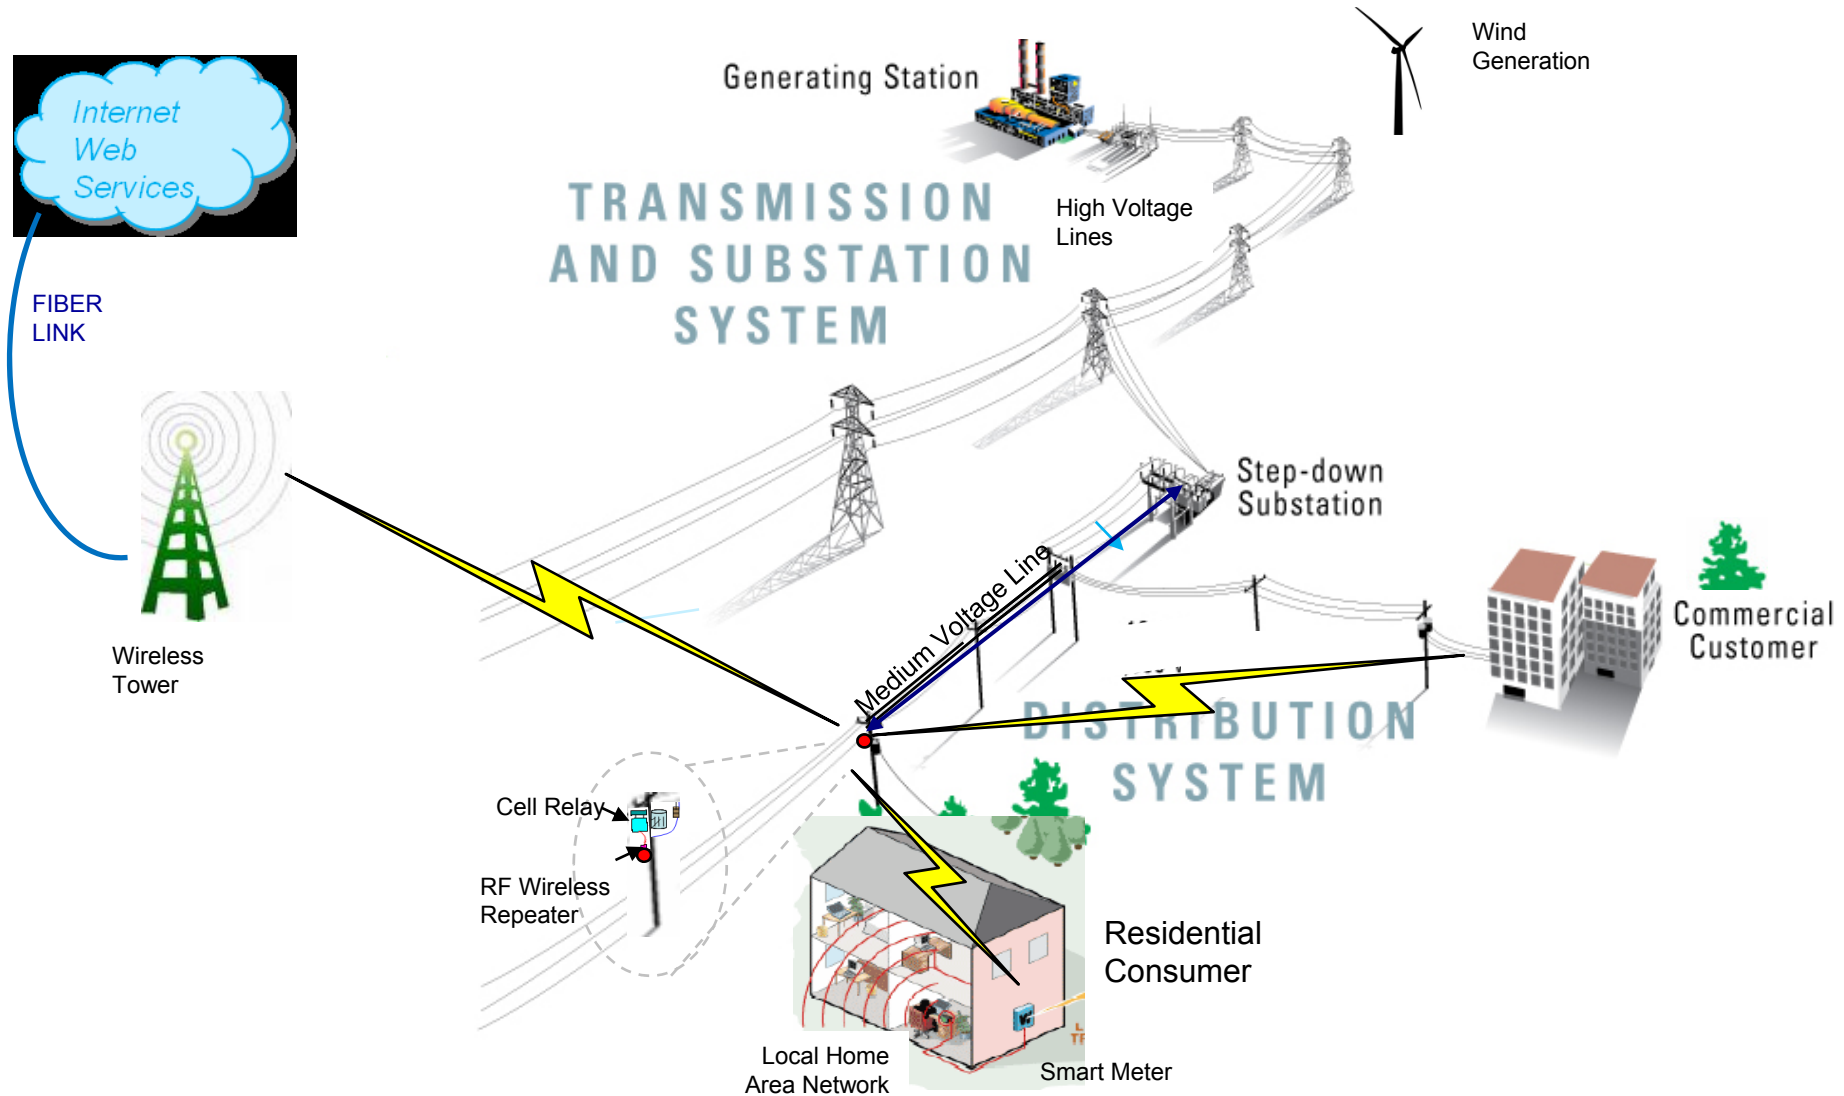 Wind
Generation
Generating Station
Internet
Web
Services
TRANSMISSION
AND SUBSTATION
SYSTEM
High Voltage
Lines
FIBER
LINK
Step-down
Substation
Medium Voltage Line
Commercial
Customer
Wireless
Tower
DISTRIBUTION
SYSTEM
Cell Relay
RF Wireless
Repeater
Residential
Consumer
Local Home
Area Network
Smart Meter